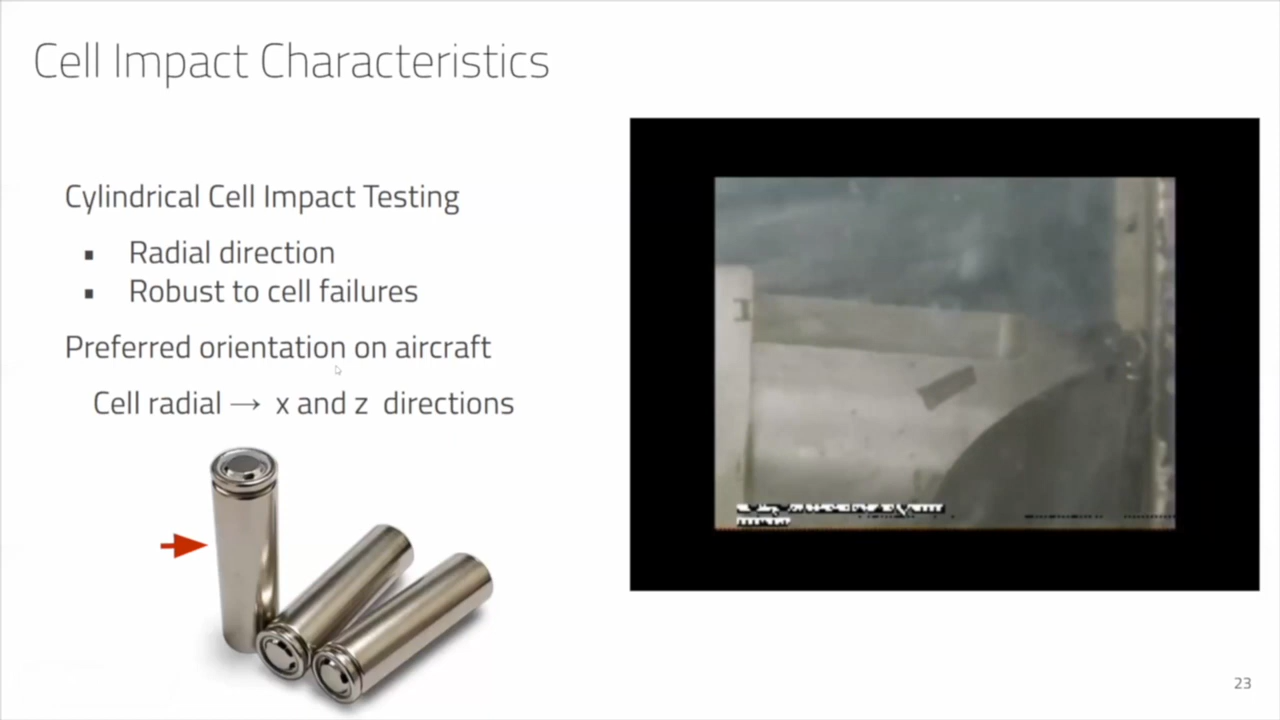 Cell Impact Characteristics
Cylindrical Cell Impact Testing
▪ Radial direction
▪ Robust to cell failures
Preferred orientation on aircraft
Cell radial → x and z directions
23